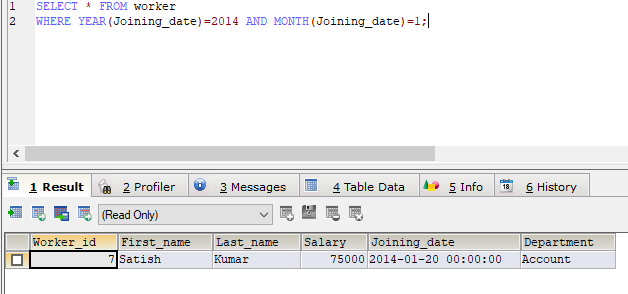 1 SELECT * FROM worker
2 WHERE YEAR(Joining_date)=2014 AND MONTH(Joining_date)=1;
1 Result 2 Profiler 3 Messages 4 Table Data 5 Info 18 6 History
(Read Only)
Worker_id First_name Last_name Salary Joining_date Department
7 Satish Kumar 75000 2014-01-20 00:00:00 Account